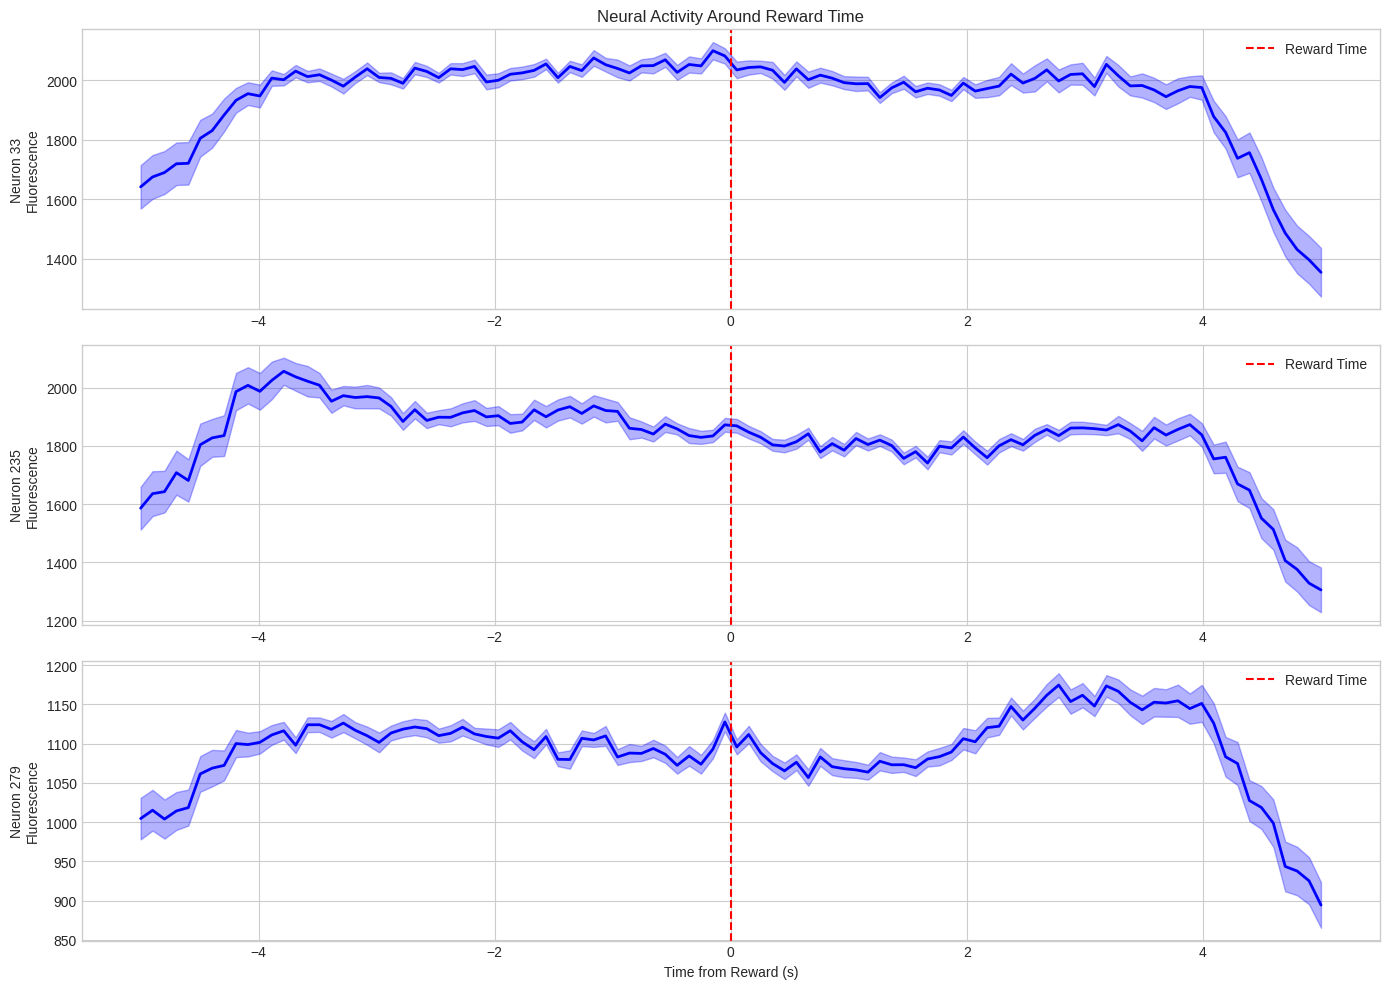 Neural Activity Around Reward Time
Neuron 33
Fluorescence
2000
1800
1600
1400
Reward Time
−4
−2
0
2
4
Neuron 235
Fluorescence
2000
1800
1600
1400
1200
Reward Time
−4
−2
0
2
4
Neuron 279
Fluorescence
1200
1150
1100
1050
1000
950
900
850
Reward Time
−4
−2
0
2
4
Time from Reward (s)